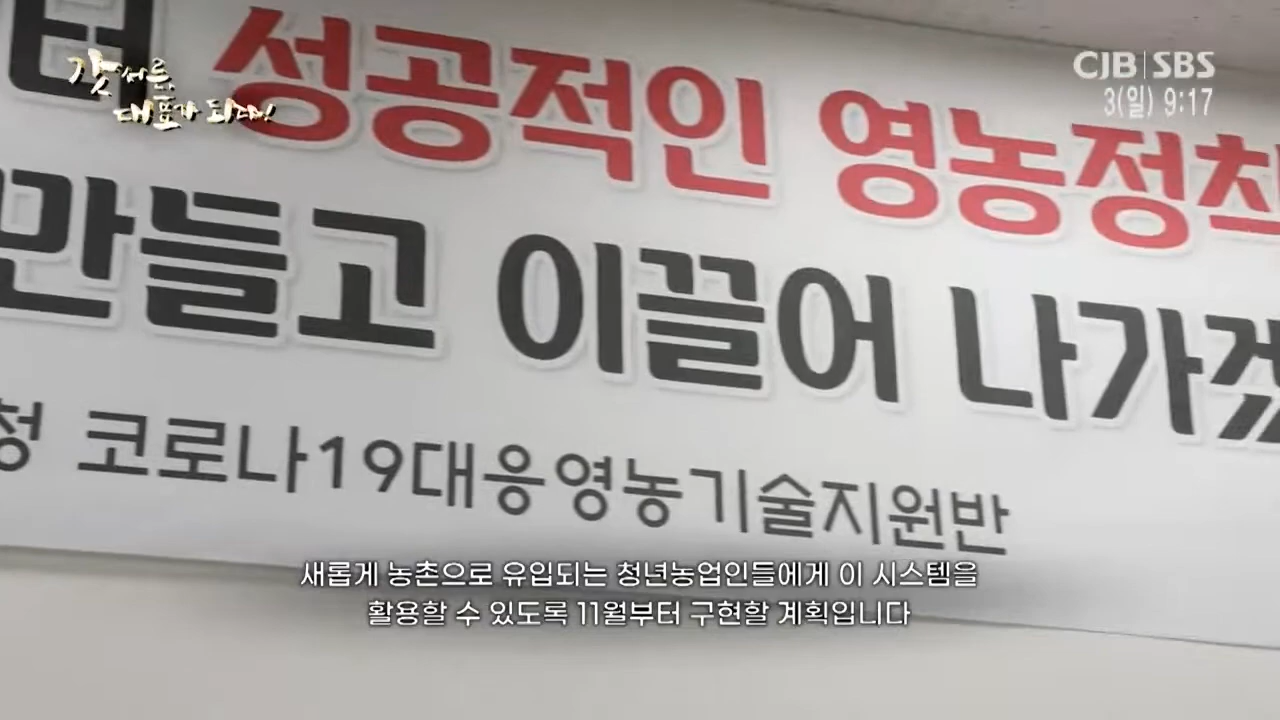 갓서른,
대표가 되다!
CJB SBS
3(일) 9:17
터 성공적인 영농정착
만들고 이끌어 나가겠
청 코로나19대응영농기술지원반
새롭게 농촌으로 유입되는 청년농업인들에게 이 시스템을
활용할 수 있도록 11월부터 구현할 계획입니다